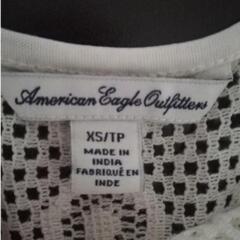 American Eagle Outfitters
XS/TP
MADE IN
INDIA
FABRIQUÉ EN
INDE